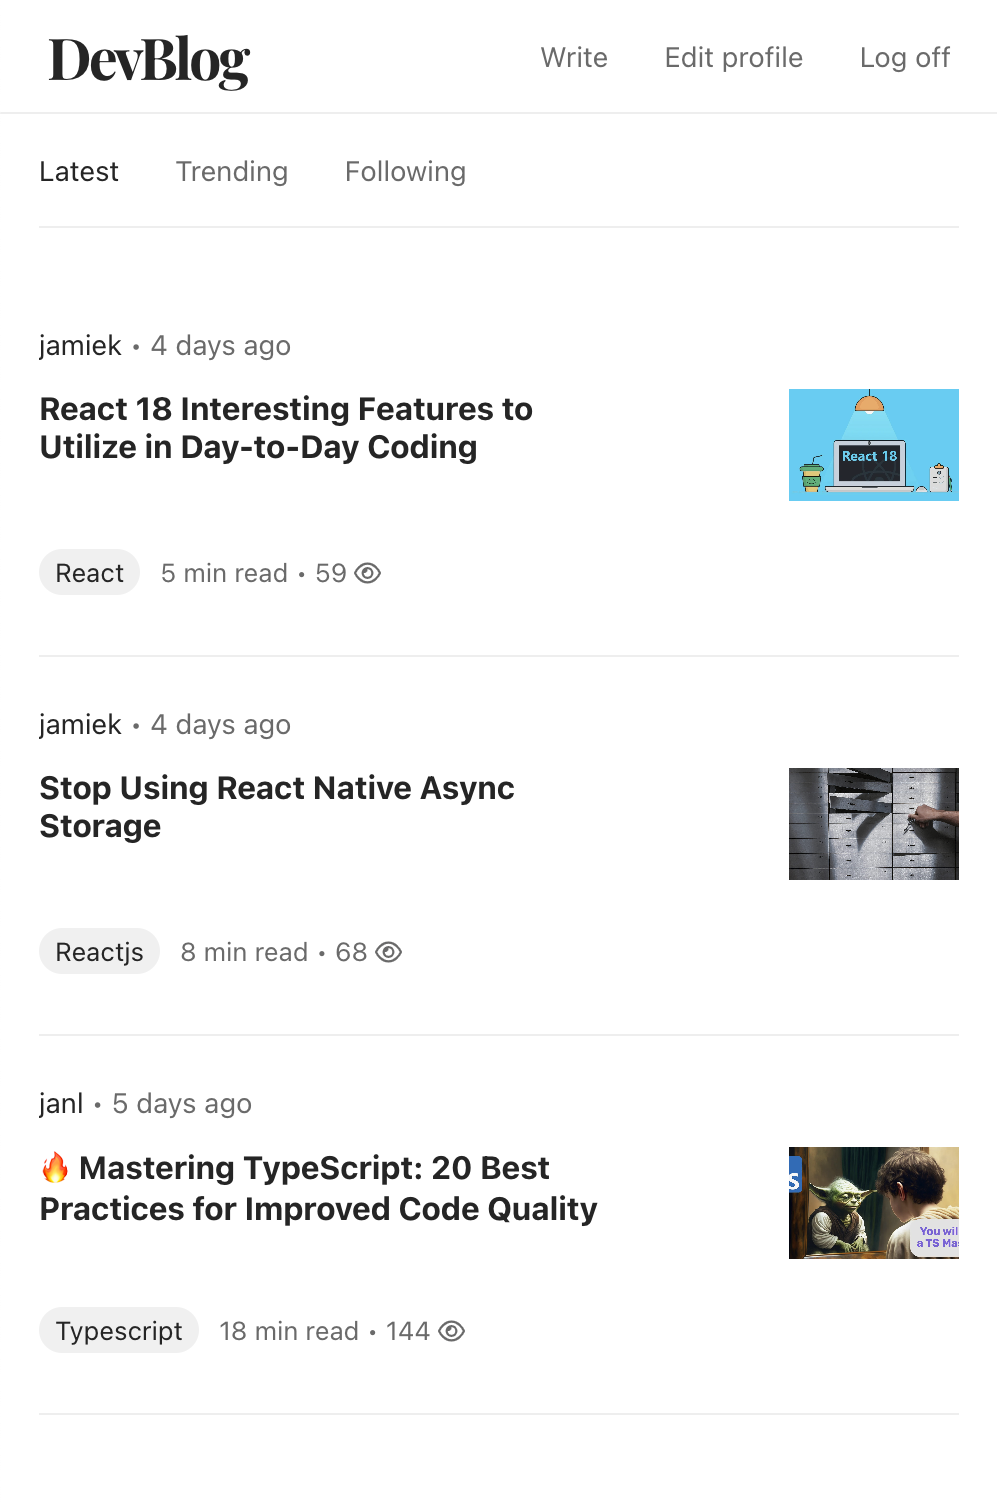 DevBlog
Write
Edit profile
Log off
Latest
Trending
Following
jamiek • 4 days ago
React 18 Interesting Features to
Utilize in Day-to-Day Coding
React 18
React
5 min read • 59
jamiek • 4 days ago
Stop Using React Native Async
Storage
Reactjs
8 min read • 68
janl • 5 days ago
🔥 Mastering TypeScript: 20 Best
Practices for Improved Code Quality
S
You wil
a TS Ma
Typescript
18 min read • 144